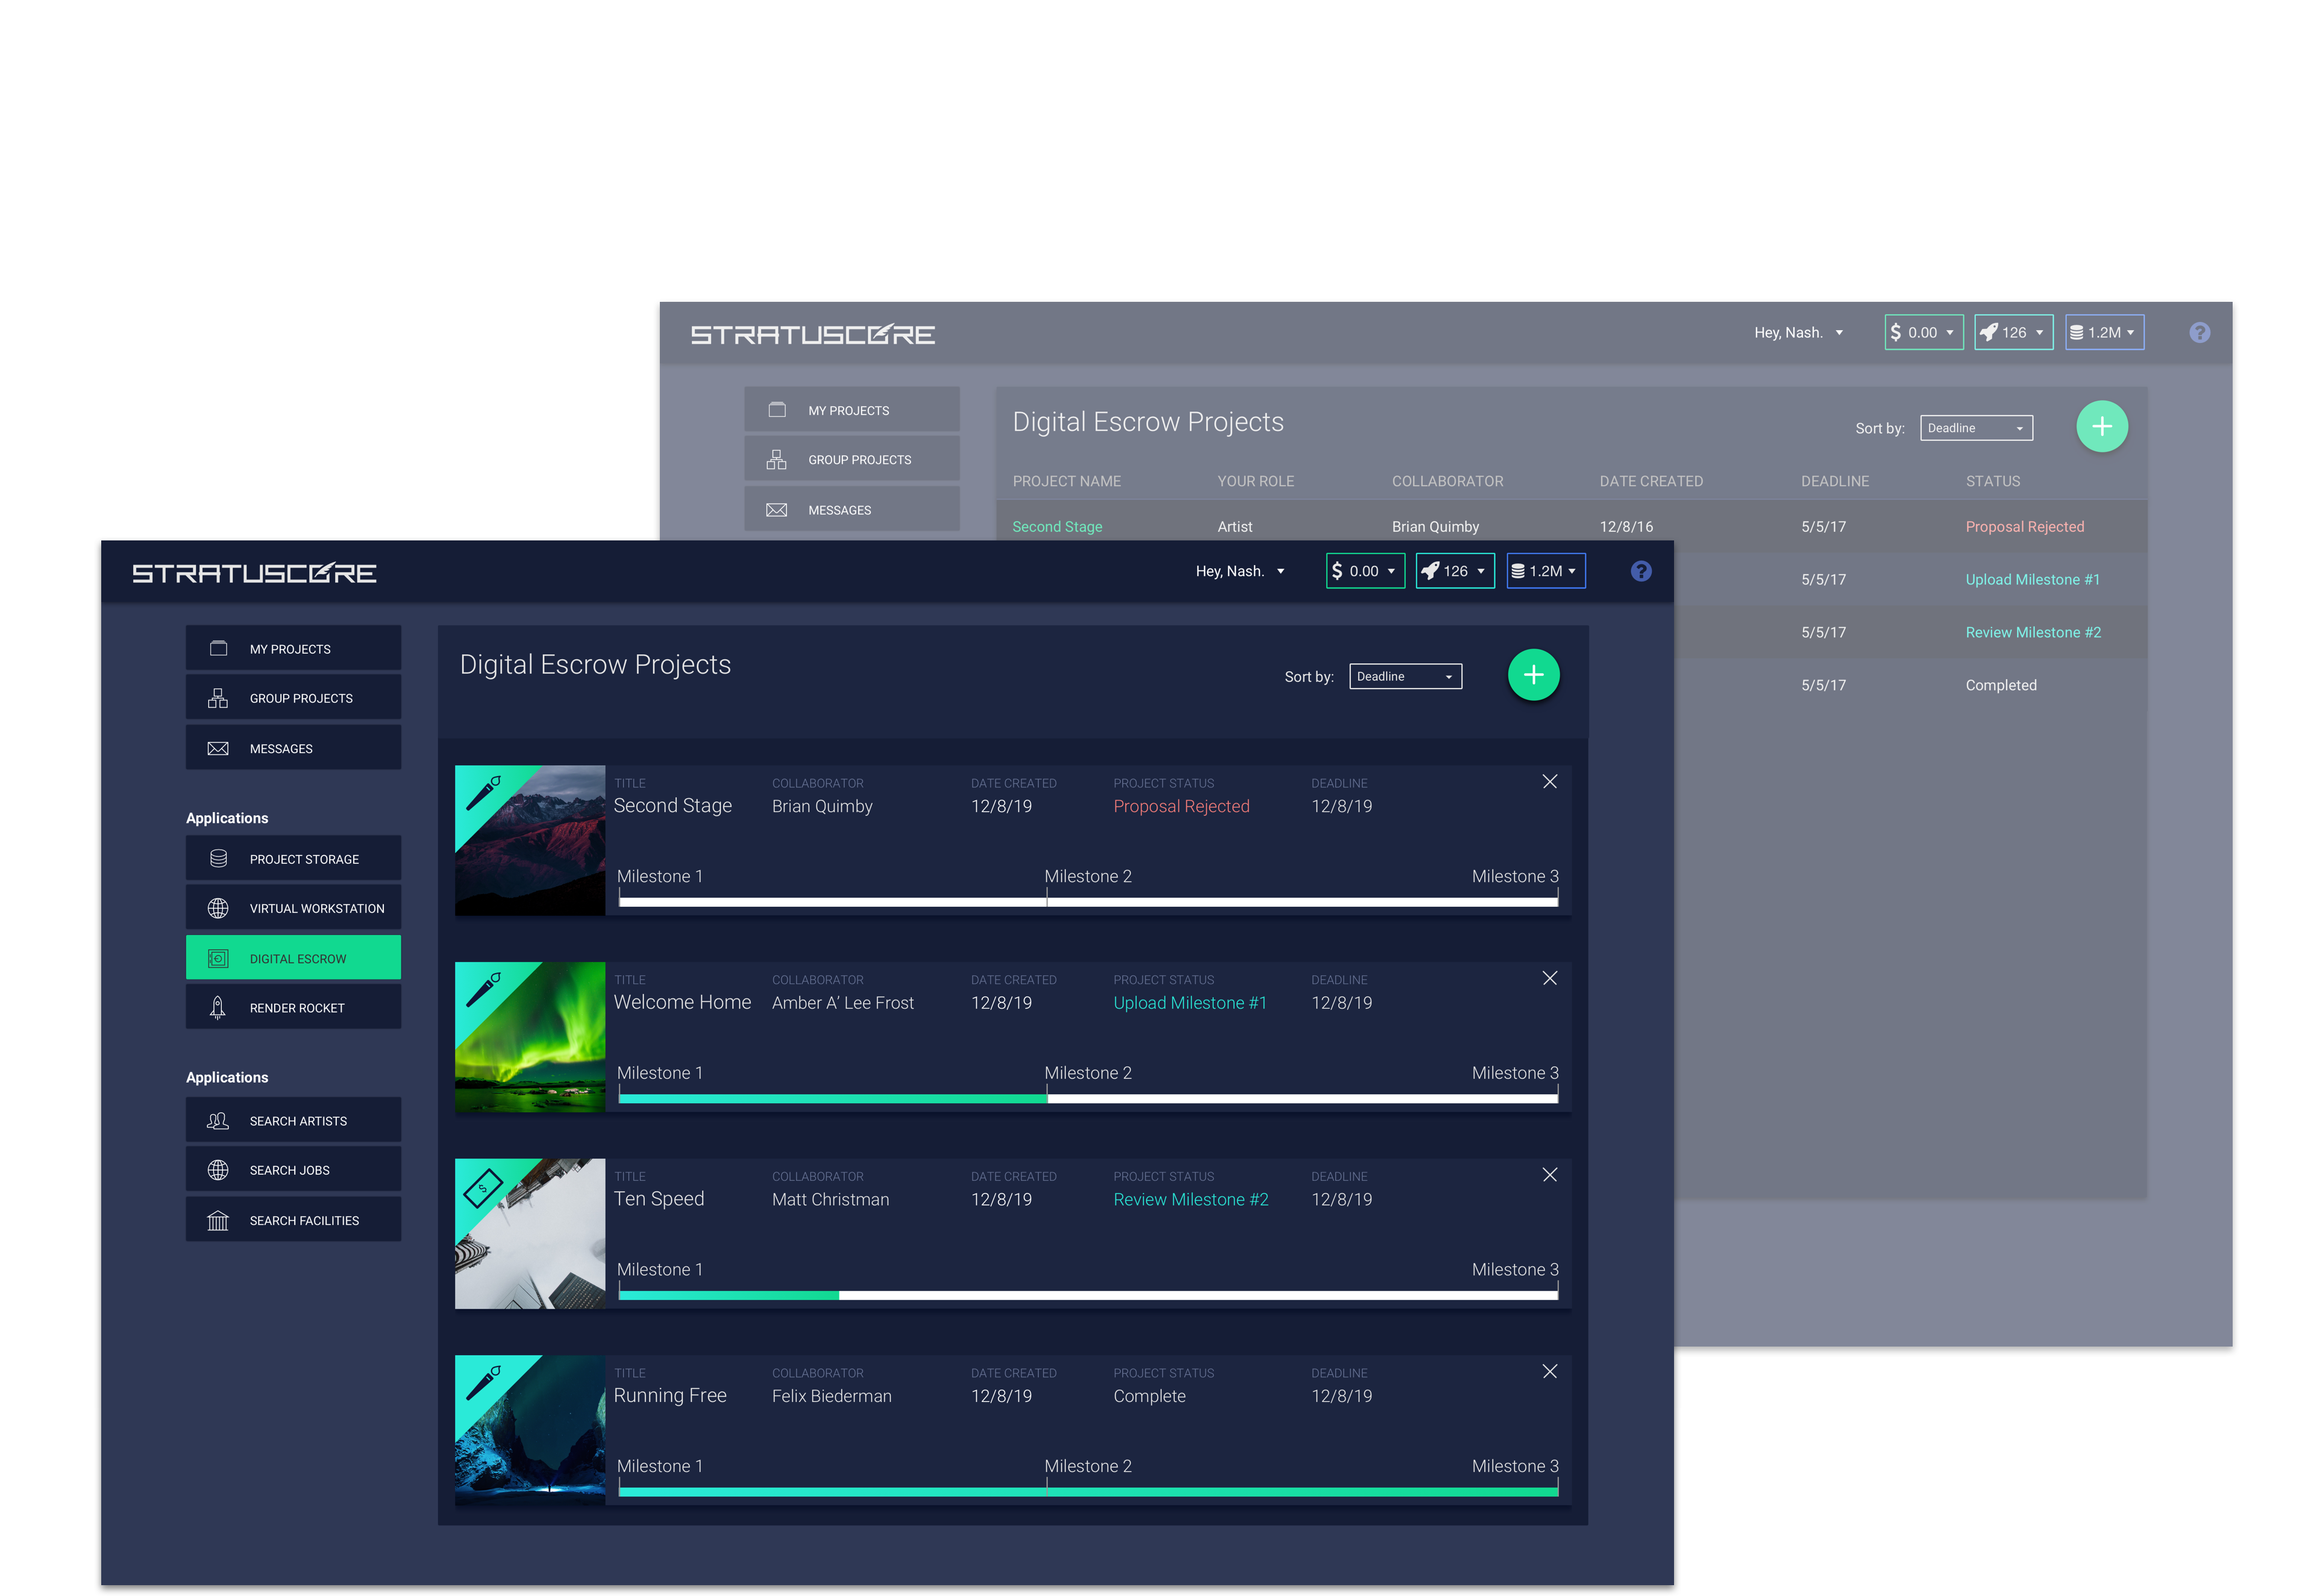 STRATUSCORE
Hey, Nash.
$ 0.00
126
1.2M
?
MY PROJECTS
GROUP PROJECTS
MESSAGES
Digital Escrow Projects
Sort by:
Deadline
PROJECT NAME YOUR ROLE COLLABORATOR DATE CREATED DEADLINE STATUS
Second Stage Artist Brian Quimby 12/8/16 5/5/17 Proposal Rejected
5/5/17 Upload Milestone #1
5/5/17 Review Milestone #2
5/5/17 Completed
STRATUSCORE
Hey, Nash.
$ 0.00
126
1.2M
?
MY PROJECTS
GROUP PROJECTS
MESSAGES
Applications
PROJECT STORAGE
VIRTUAL WORKSTATION
DIGITAL ESCROW
RENDER ROCKET
Applications
SEARCH ARTISTS
SEARCH JOBS
SEARCH FACILITIES
Digital Escrow Projects
Sort by:
Deadline
TITLE COLLABORATOR DATE CREATED PROJECT STATUS DEADLINE
Second Stage Brian Quimby 12/8/19 Proposal Rejected 12/8/19
Milestone 1 Milestone 2 Milestone 3
TITLE COLLABORATOR DATE CREATED PROJECT STATUS DEADLINE
Welcome Home Amber A’ Lee Frost 12/8/19 Upload Milestone #1 12/8/19
Milestone 1 Milestone 2 Milestone 3
$
TITLE COLLABORATOR DATE CREATED PROJECT STATUS DEADLINE
Ten Speed Matt Christman 12/8/19 Review Milestone #2 12/8/19
Milestone 1 Milestone 3
TITLE COLLABORATOR DATE CREATED PROJECT STATUS DEADLINE
Running Free Felix Biederman 12/8/19 Complete 12/8/19
Milestone 1 Milestone 2 Milestone 3